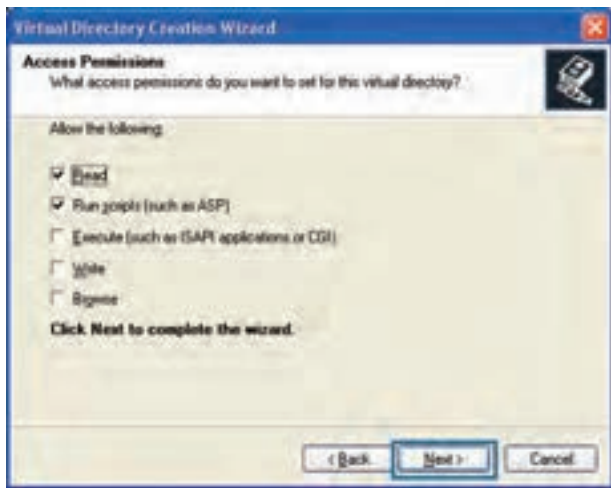 Virtual Directory Creation Wizard
Access Permissions
What access permissions do you want to set for this virtual directory?
Allow the following:
Read
Run scripts (such as ASP)
Execute (such as ISAPI applications or CGI)
Write
Browse
Click Next to complete the wizard.
< Back
Next >
Cancel